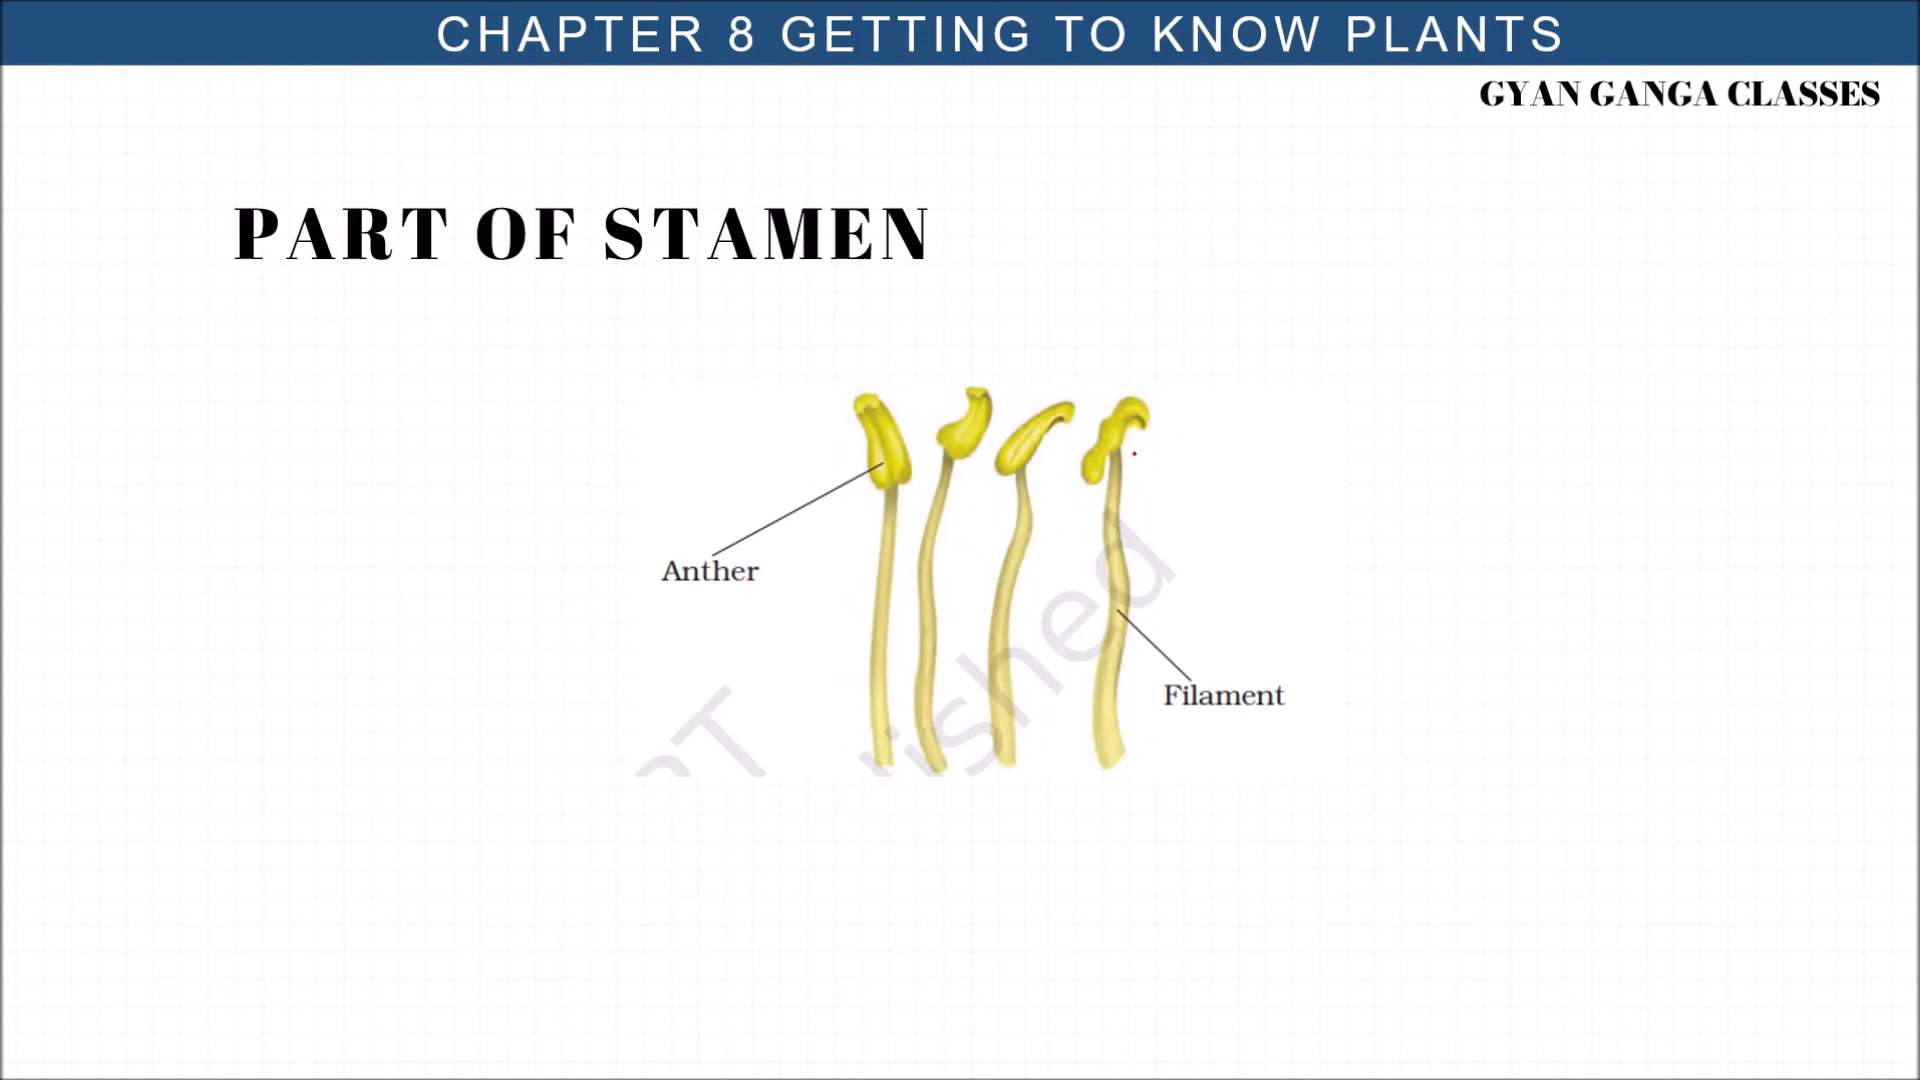 CHAPTER 8 GETTING TO KNOW PLANTS
GYAN GANGA CLASSES
PART OF STAMEN
Anther
Filament